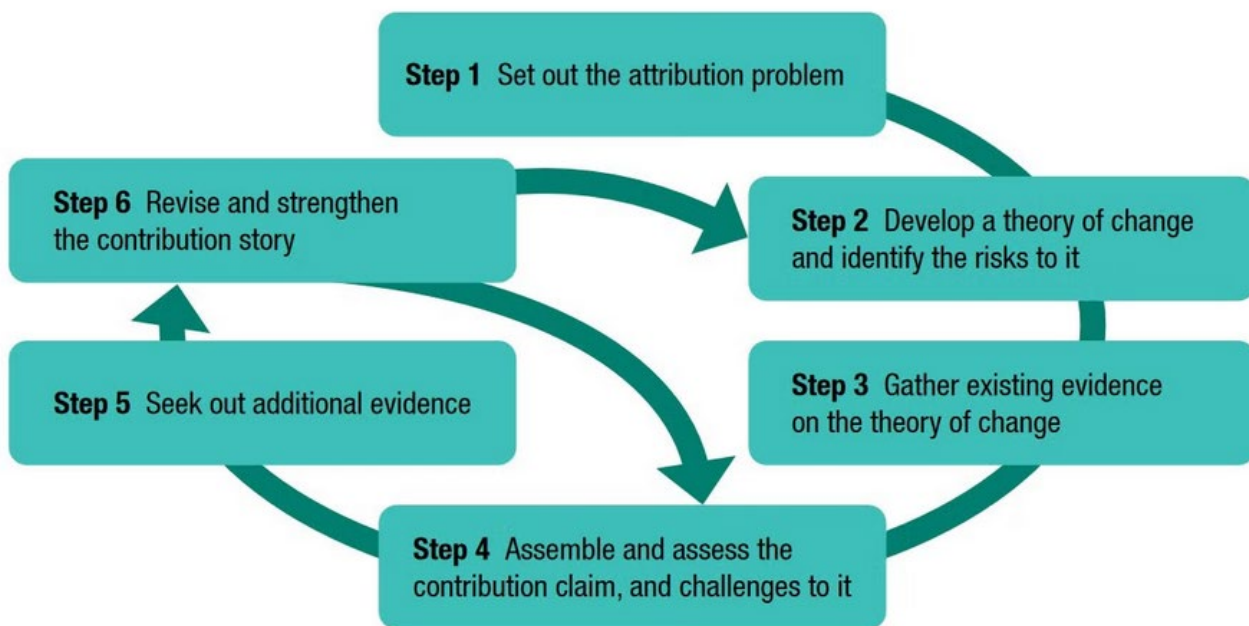 Step 1 Set out the attribution problem
Step 2 Develop a theory of change
and identify the risks to it
Step 3 Gather existing evidence
on the theory of change
Step 4 Assemble and assess the
contribution claim, and challenges to it
Step 5 Seek out additional evidence
Step 6 Revise and strengthen
the contribution story